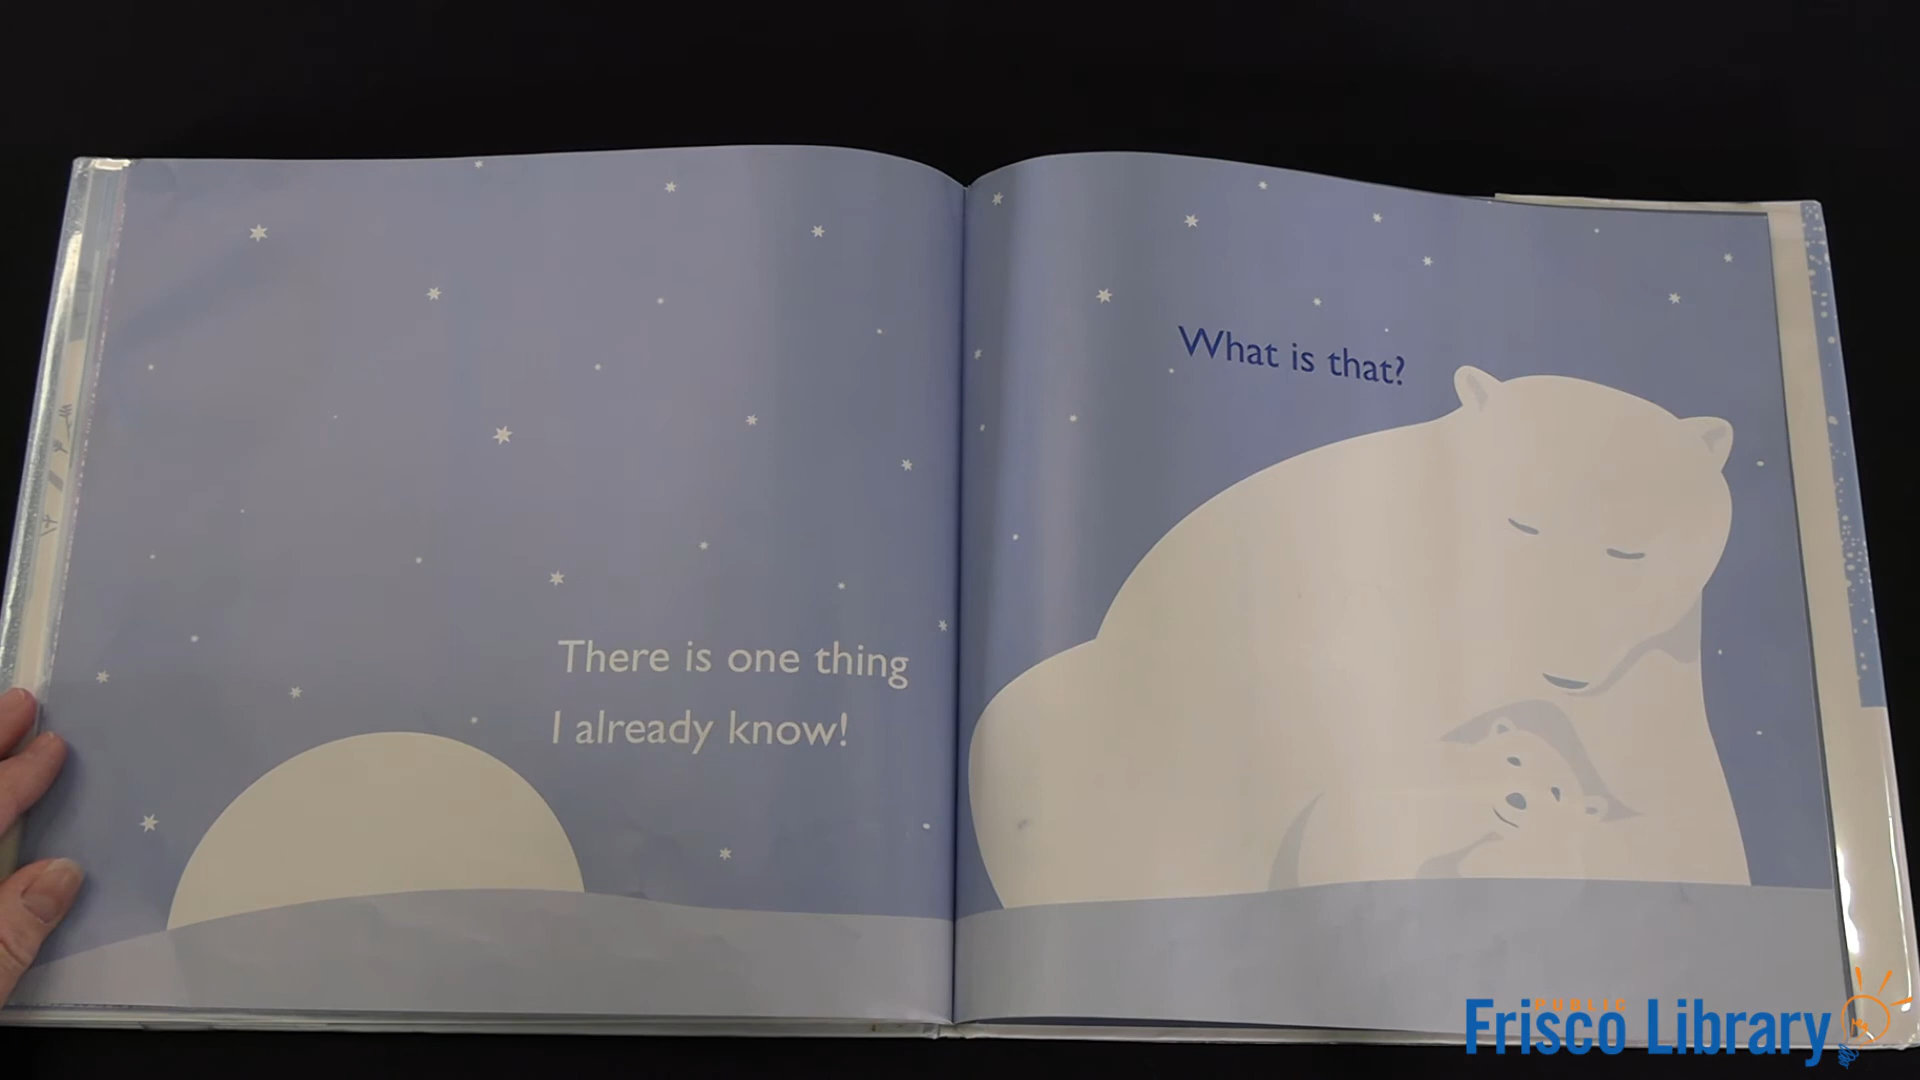 There is one thing
I already know!
What is that?
PUBLIC
Frisco Library